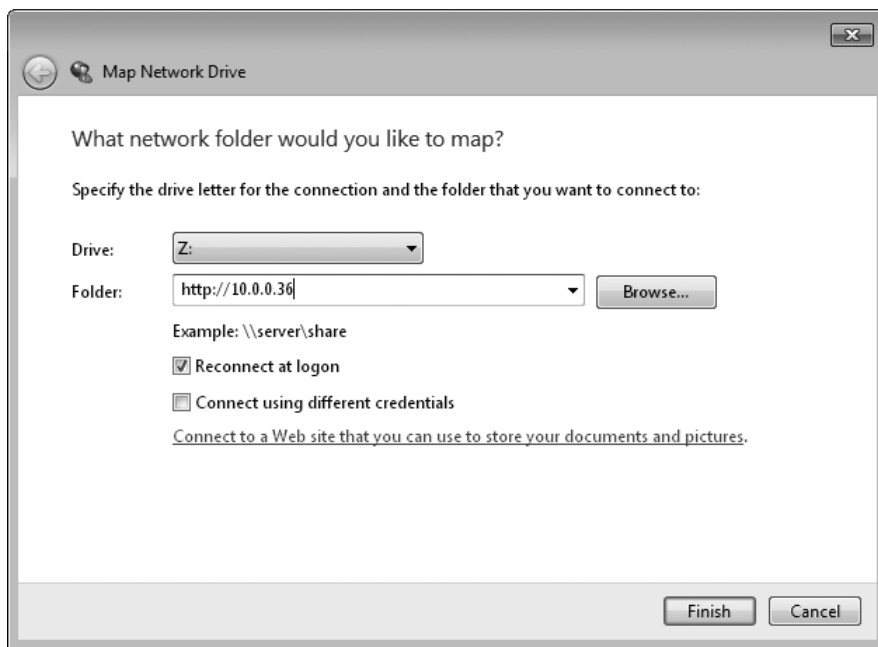 Map Network Drive
What network folder would you like to map?
Specify the drive letter for the connection and the folder that you want to connect to:
Drive: Z:
Folder: http://10.0.0.36 Browse...
Example: \\server\share
Reconnect at logon
Connect using different credentials
Connect to a Web site that you can use to store your documents and pictures.
Finish Cancel